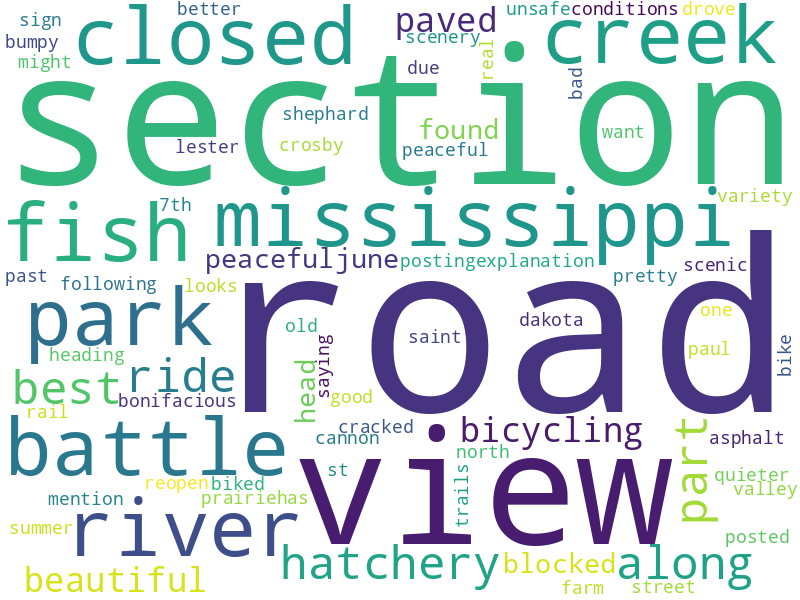 sign better unsafe conditions drove
closed paved creek
bumpy scenery real
might due bad
section
shephard found want
lester crosby peaceful
fish 7th mississippi variety
peacefuljune postingexplanation scenic
past following looks pretty
park road one
old dakota
heading saying saint paul bike
best ride head
bonifacious good
rail cracked part
battle cannon bicycling asphalt
st north
reopen biked view trails quieter
mention prairiehas valley
summer river posted
hatchery blocked along
beautiful farm street